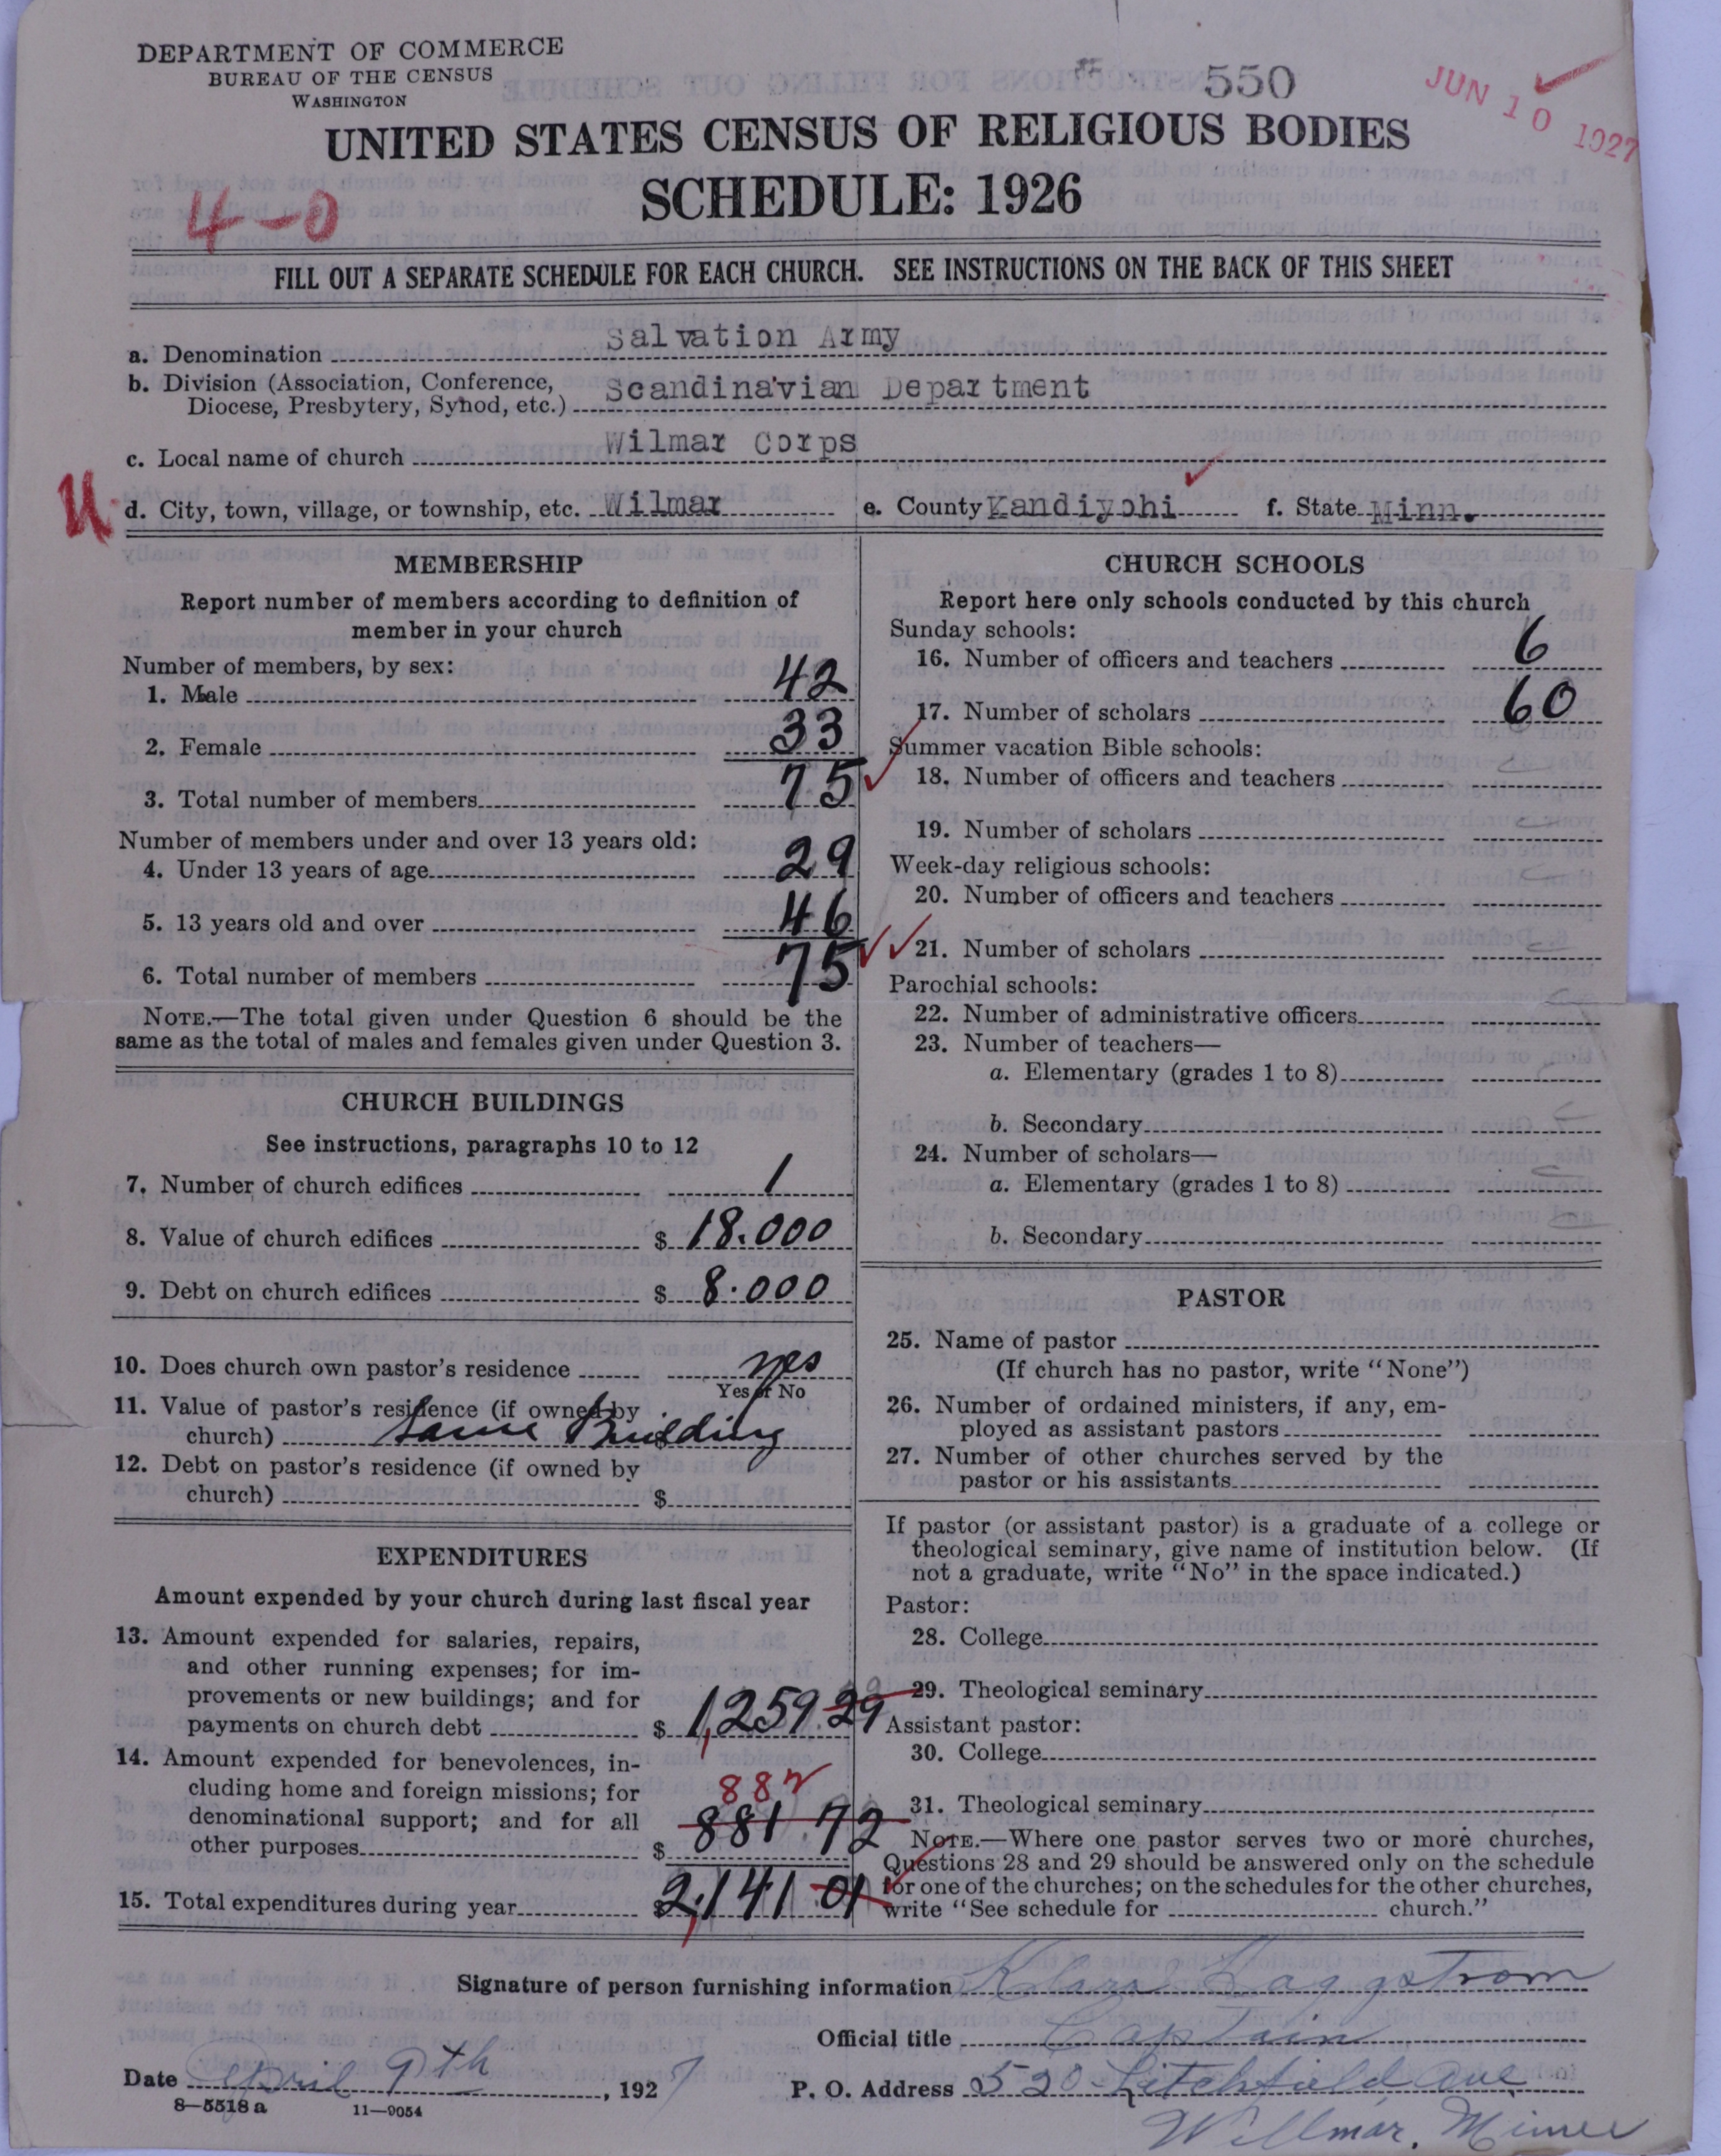 DEPARTMENT OF COMMERCE
BUREAU OF THE CENSUS
WASHINGTON
550
JUN 10 1927
UNITED STATES CENSUS OF RELIGIOUS BODIES
SCHEDULE: 1926
4-0
FILL OUT A SEPARATE SCHEDULE FOR EACH CHURCH. SEE INSTRUCTIONS ON THE BACK OF THIS SHEET
a. Denomination Salvation Army
b. Division (Association, Conference, Diocese, Presbytery, Synod, etc.) Scandinavian Department
c. Local name of church Wilmar Corps
d. City, town, village, or township, etc. Wilmar e. County Kandiyohi f. State Minn.
MEMBERSHIP
Report number of members according to definition of
member in your church
Number of members, by sex:
1. Male 42
2. Female 33
3. Total number of members 75
Number of members under and over 13 years old:
4. Under 13 years of age 29
5. 13 years old and over 46
6. Total number of members 75
NOTE.—The total given under Question 6 should be the
same as the total of males and females given under Question 3.
CHURCH BUILDINGS
See instructions, paragraphs 10 to 12
7. Number of church edifices 1
8. Value of church edifices $ 18.000
9. Debt on church edifices $ 8.000
10. Does church own pastor's residence yes
Yes or No
11. Value of pastor's residence (if owned by
church) Same Building
12. Debt on pastor's residence (if owned by
church) $
EXPENDITURES
Amount expended by your church during last fiscal year
13. Amount expended for salaries, repairs,
and other running expenses; for im-
provements or new buildings; and for
payments on church debt $ 1,259 29
14. Amount expended for benevolences, in-
cluding home and foreign missions; for 882
denominational support; and for all
other purposes $ 881.72
15. Total expenditures during year $ 2,141 01
CHURCH SCHOOLS
Report here only schools conducted by this church
Sunday schools:
16. Number of officers and teachers 6
17. Number of scholars 60
Summer vacation Bible schools:
18. Number of officers and teachers
19. Number of scholars
Week-day religious schools:
20. Number of officers and teachers
21. Number of scholars
Parochial schools:
22. Number of administrative officers
23. Number of teachers—
a. Elementary (grades 1 to 8)
b. Secondary
24. Number of scholars—
a. Elementary (grades 1 to 8)
b. Secondary
PASTOR
25. Name of pastor
(If church has no pastor, write "None")
26. Number of ordained ministers, if any, em-
ployed as assistant pastors
27. Number of other churches served by the
pastor or his assistants
If pastor (or assistant pastor) is a graduate of a college or
theological seminary, give name of institution below. (If
not a graduate, write "No" in the space indicated.)
Pastor:
28. College
29. Theological seminary
Assistant pastor:
30. College
31. Theological seminary
NOTE.—Where one pastor serves two or more churches,
Questions 28 and 29 should be answered only on the schedule
for one of the churches; on the schedules for the other churches,
write "See schedule for church."
Signature of person furnishing information Klara Haggstrom
Official title Captain
Date April 9th, 1927 P. O. Address 520 Litchfield Ave
Willmar, Minn
8—5518 a 11—9054